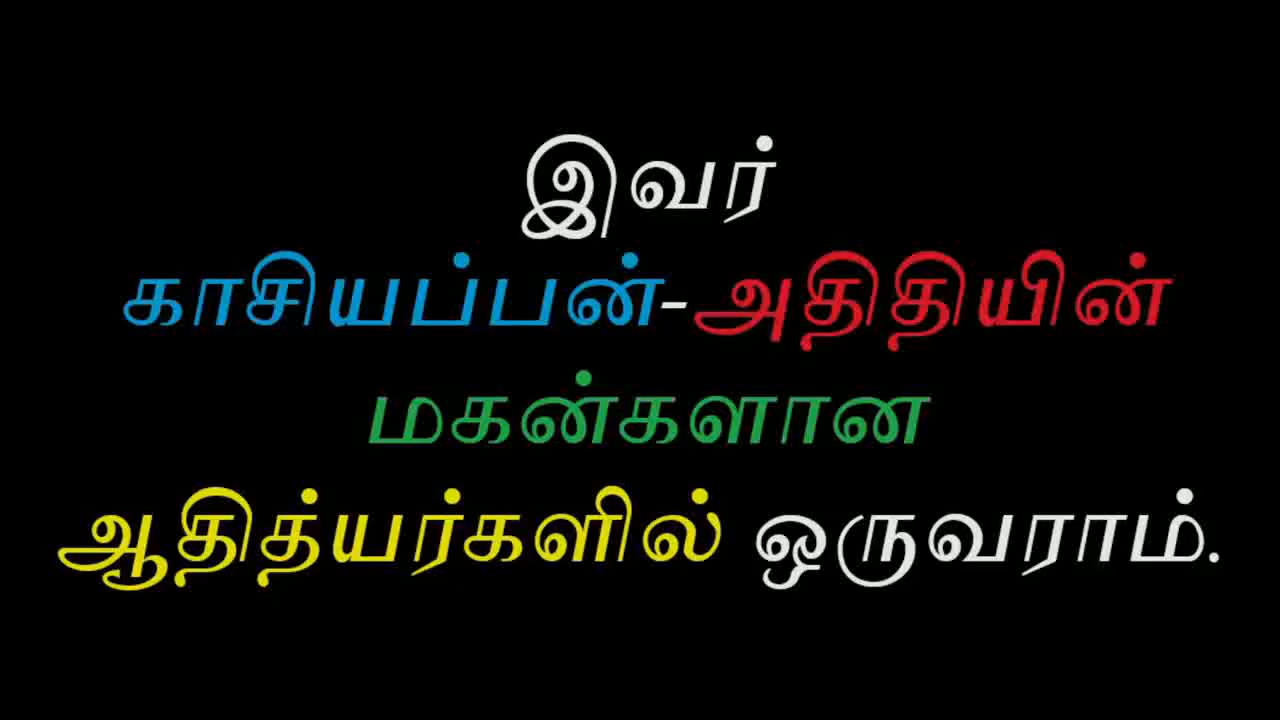 இவர்
காசியப்பன்-அதிதியின்
மகன்களான
ஆதித்யர்களில் ஒருவராம்.